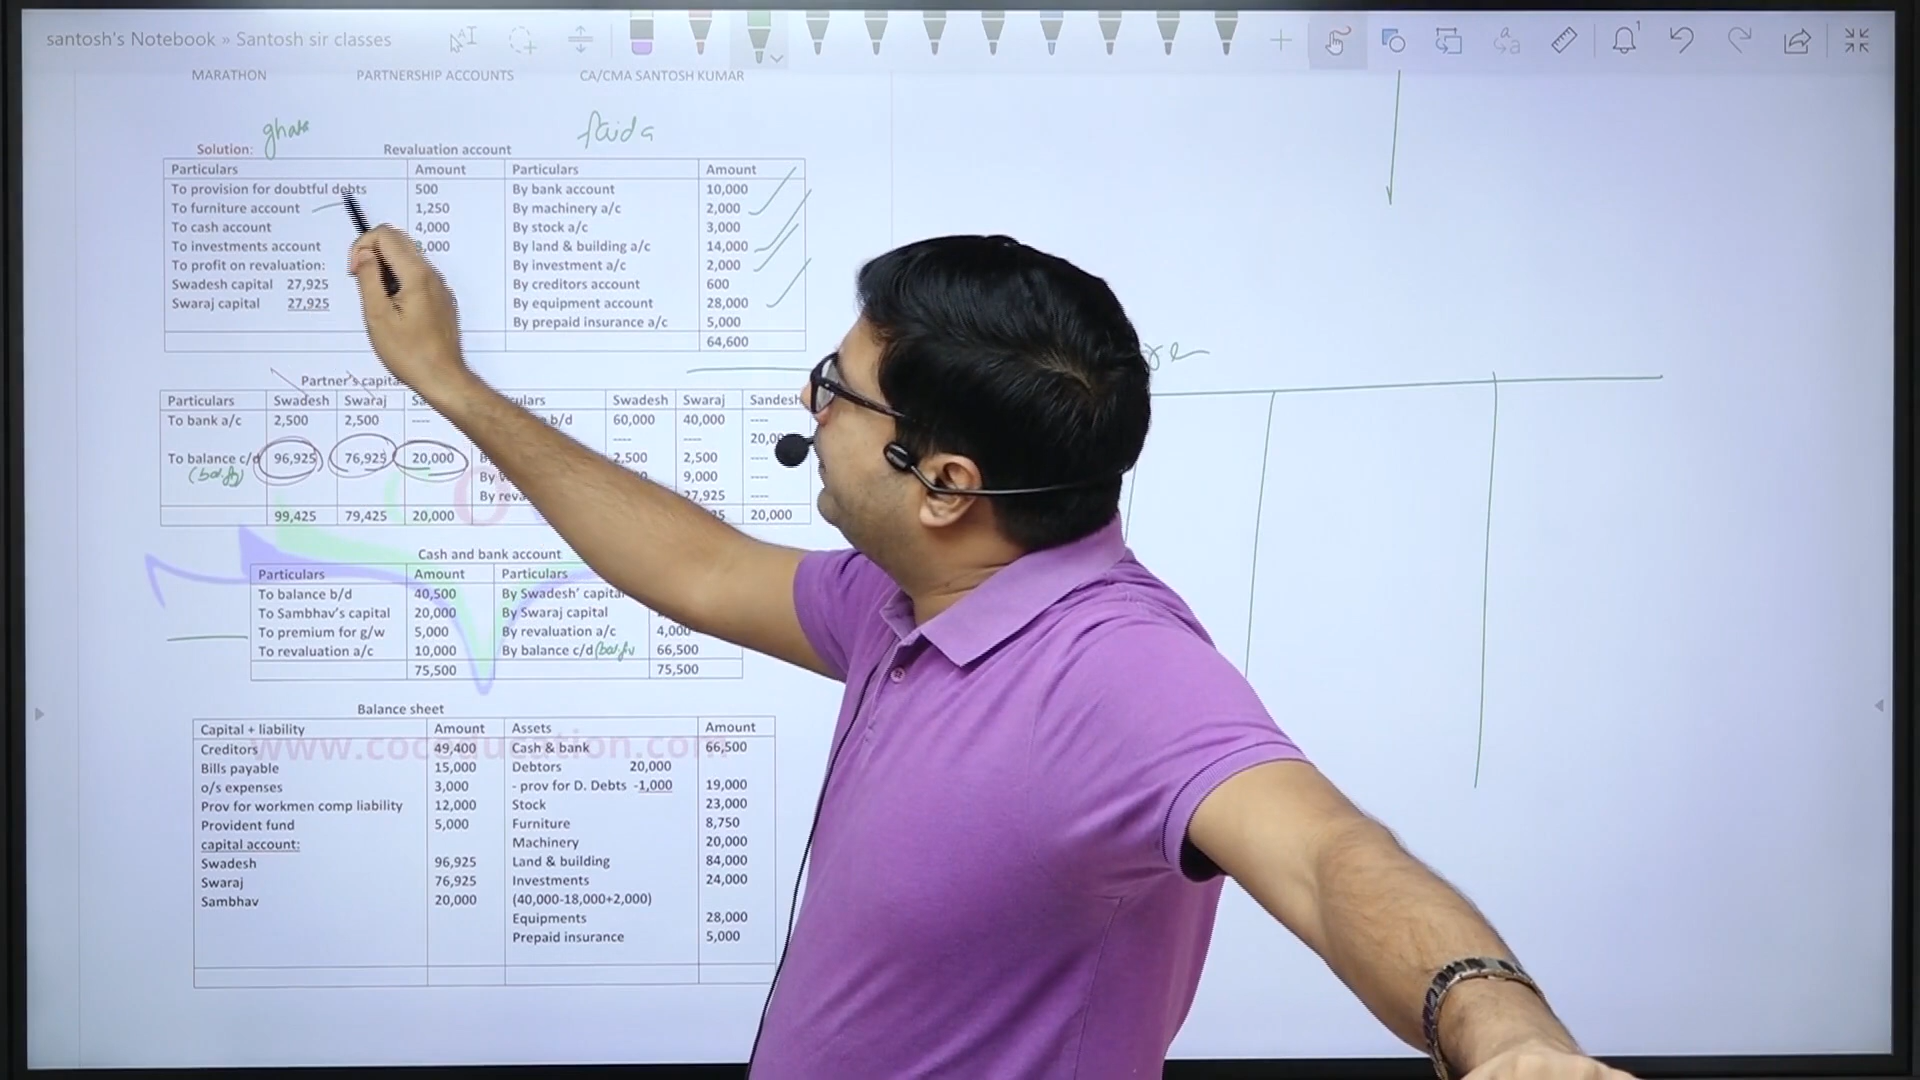 santosh's Notebook » Santosh sir classes
MARATHON PARTNERSHIP ACCOUNTS CA/CMA SANTOSH KUMAR
faida
Solution: Revaluation account
Particulars Amount Particulars Amount
To provision for doubtful debts 500 By bank account 10,000
To furniture account 1,250 By machinery a/c 2,000
To cash account 4,000 By stock a/c 3,000
To investments account ,000 By land & building a/c 14,000
To profit on revaluation: By investment a/c 2,000
Swadesh capital 27,925 By creditors account 600
Swaraj capital 27,925 By equipment account 28,000
By prepaid insurance a/c 5,000
64,600
Partner's capita
Particulars Swadesh Swaraj Sa ulars Swadesh Swaraj Sandesh
To bank a/c 2,500 2,500 ---- b/d 60,000 40,000 ----
---- ---- 20,00
To balance c/d 96,925 76,925 20,000 2,500 2,500 ----
(bal.fig) By 9,000 ----
By reva 27,925 ----
99,425 79,425 20,000 20,000
Cash and bank account
Particulars Amount Particulars
To balance b/d 40,500 By Swadesh' capital
To Sambhav's capital 20,000 By Swaraj capital
To premium for g/w 5,000 By revaluation a/c 4,000
To revaluation a/c 10,000 By balance c/d 66,500
75,500 75,500
Balance sheet
Capital + liability Amount Assets Amount
Creditors 49,400 Cash & bank 66,500
www.coceducation.com
Bills payable 15,000 Debtors 20,000
o/s expenses 3,000 - prov for D. Debts -1,000 19,000
Prov for workmen comp liability 12,000 Stock 23,000
Provident fund 5,000 Furniture 8,750
capital account: Machinery 20,000
Swadesh 96,925 Land & building 84,000
Swaraj 76,925 Investments 24,000
Sambhav 20,000 (40,000-18,000+2,000)
Equipments 28,000
Prepaid insurance 5,000